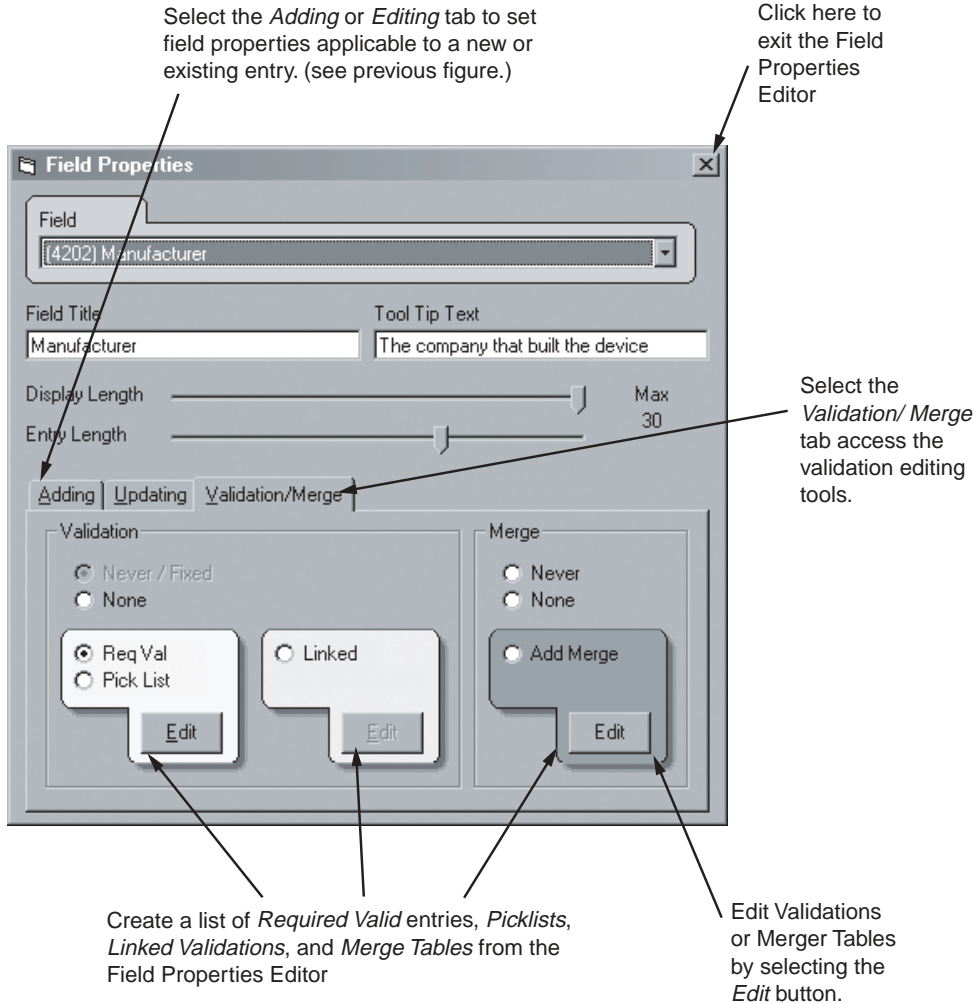 Select the Adding or Editing tab to set
field properties applicable to a new or
existing entry. (see previous figure.)
Click here to
exit the Field
Properties
Editor
Field Properties
Field
(4202) Manufacturer
Field Title
Tool Tip Text
Manufacturer
The company that built the device
Display Length
Max
30
Entry Length
Select the
Validation/ Merge
tab access the
validation editing
tools.
Adding
Updating
Validation/Merge
Validation
Never / Fixed
None
Req Val
Pick List
Edit
Linked
Edit
Merge
Never
None
Add Merge
Edit
Create a list of Required Valid entries, Picklists,
Linked Validations, and Merge Tables from the
Field Properties Editor
Edit Validations
or Merger Tables
by selecting the
Edit button.